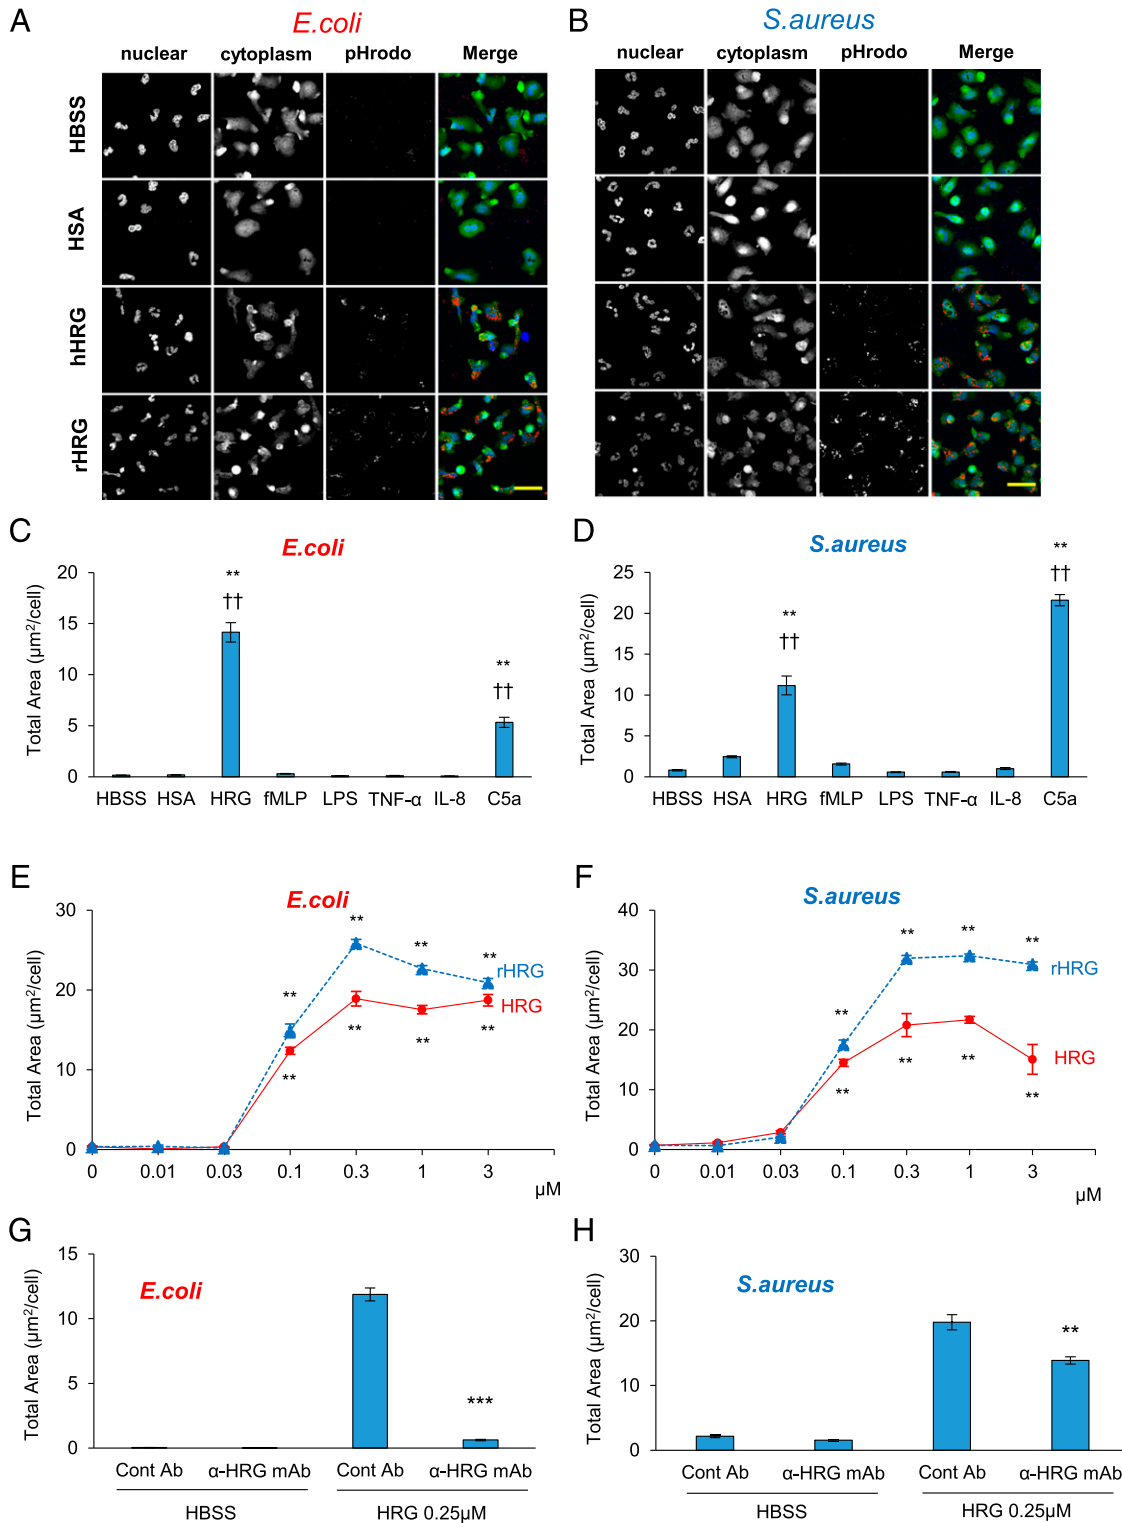 A
E.coli
nuclear cytoplasm pHrodo Merge
HBSS
HSA
hHRG
rHRG
B
S.aureus
nuclear cytoplasm pHrodo Merge
C
E.coli
Total Area (µm²/cell)
20
15
10
5
0
**
††
**
††
HBSS HSA HRG fMLP LPS TNF-α IL-8 C5a
D
S.aureus
Total Area (µm²/cell)
25
20
15
10
5
0
**
††
**
††
HBSS HSA HRG fMLP LPS TNF-α IL-8 C5a
E
E.coli
Total Area (µm²/cell)
30
20
10
0
** ** ** **
rHRG
HRG
** ** ** **
0 0.01 0.03 0.1 0.3 1 3
µM
F
S.aureus
Total Area (µm²/cell)
40
30
20
10
0
** ** ** **
rHRG
HRG
** ** ** **
0 0.01 0.03 0.1 0.3 1 3
µM
G
E.coli
Total Area (µm²/cell)
15
10
5
0
***
Cont Ab α-HRG mAb Cont Ab α-HRG mAb
HBSS HRG 0.25µM
H
S.aureus
Total Area (µm²/cell)
30
20
10
0
**
Cont Ab α-HRG mAb Cont Ab α-HRG mAb
HBSS HRG 0.25µM